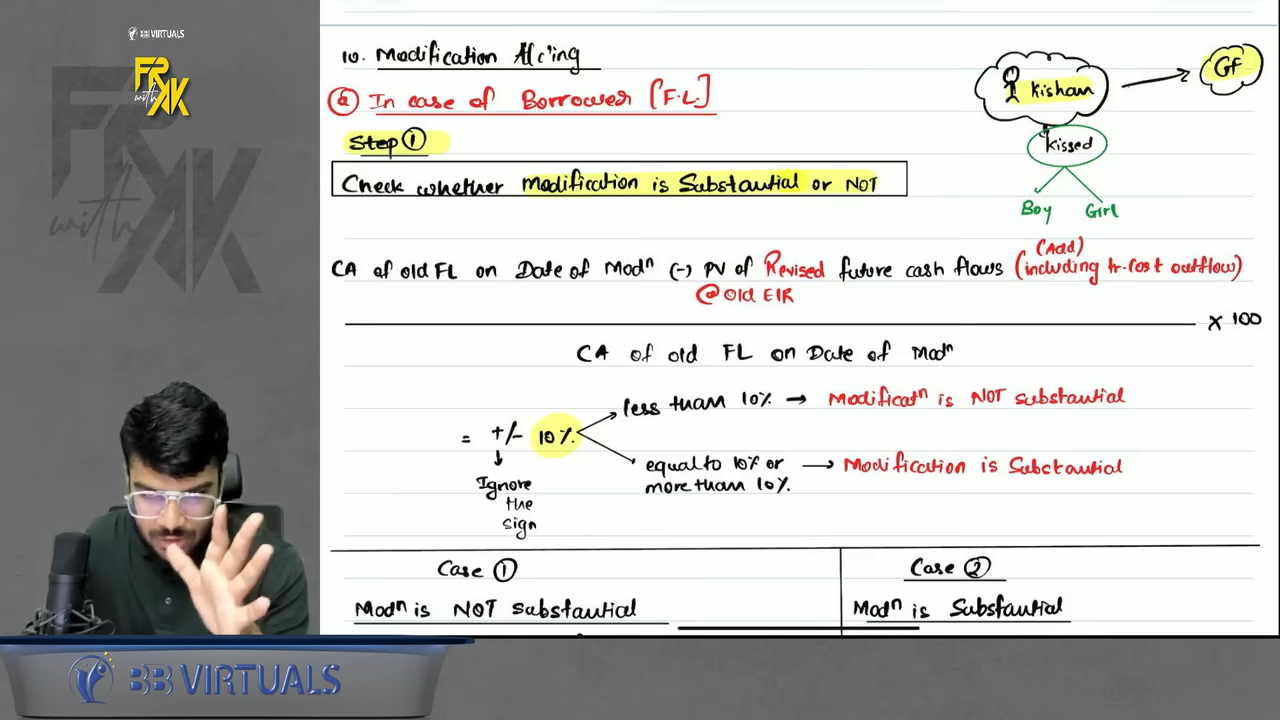 BB VIRTUALS
FR
with
AK
FR
with
AK
10. Modification A/c'ing
(a) In case of Borrower [F.L.]
Step ①
Check whether Modification is Substantial or NOT
Kishan
GF
Kissed
Boy Girl
CA of old FL on Date of Modⁿ (-) PV of Revised future cash flows (including tr. cost outflow)
(Add)
@ Old EIR
X 100
CA of old FL on Date of Modⁿ
= +/- 10%
less than 10% → Modificatⁿ is NOT substantial
equal to 10% or
more than 10%.
→ Modification is Substantial
Ignore
the
sign
Case ①
Modⁿ is NOT Substantial
Case ②
Modⁿ is Substantial
BB VIRTUALS